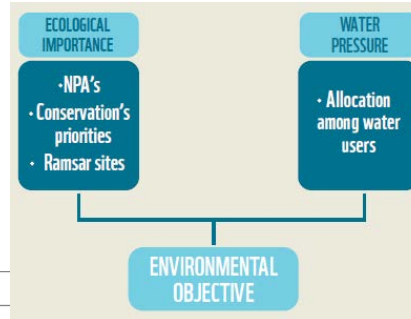 ECOLOGICAL
IMPORTANCE
•NPA's
•Conservation's
priorities
• Ramsar sites
WATER
PRESSURE
• Allocation
among water
users
ENVIRONMENTAL
OBJECTIVE